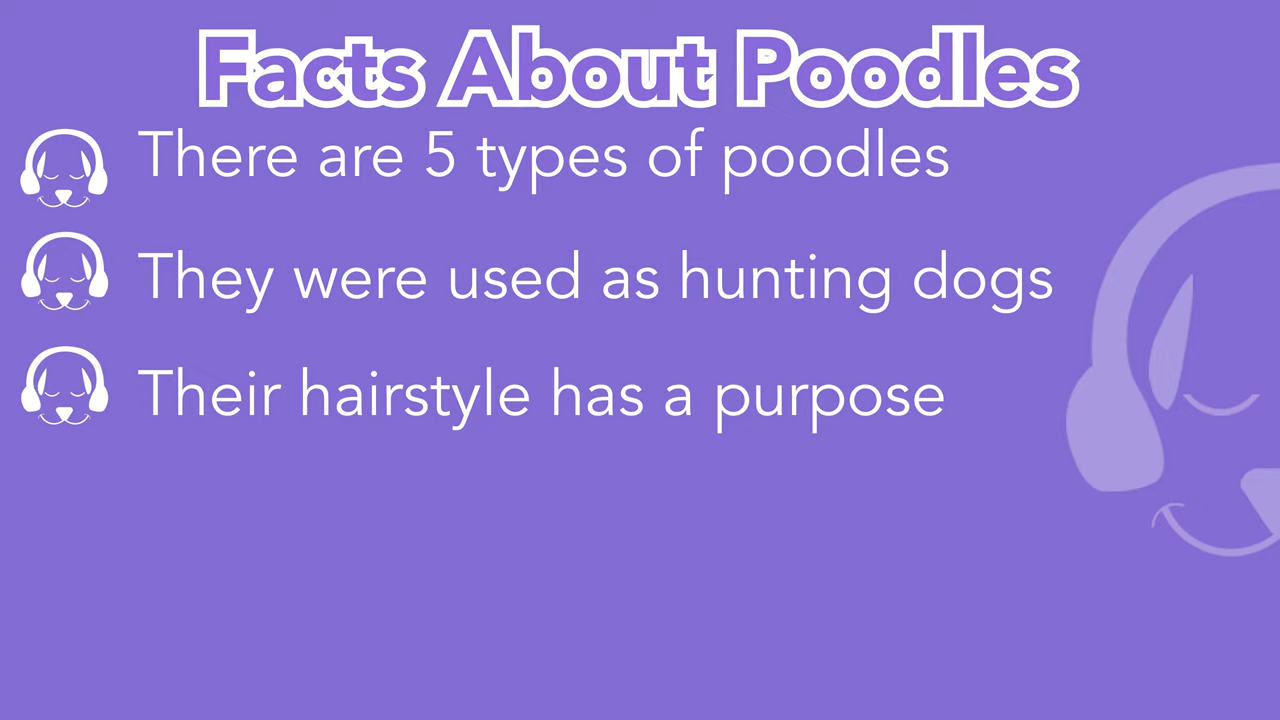 Facts About Poodles
There are 5 types of poodles
They were used as hunting dogs
Their hairstyle has a purpose